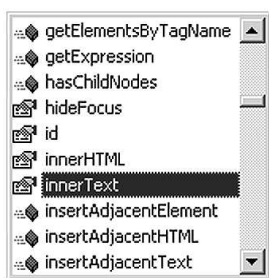 getElementsByTagName
getExpression
hasChildNodes
hideFocus
id
innerHTML
innerText
insertAdjacentElement
insertAdjacentHTML
insertAdjacentText